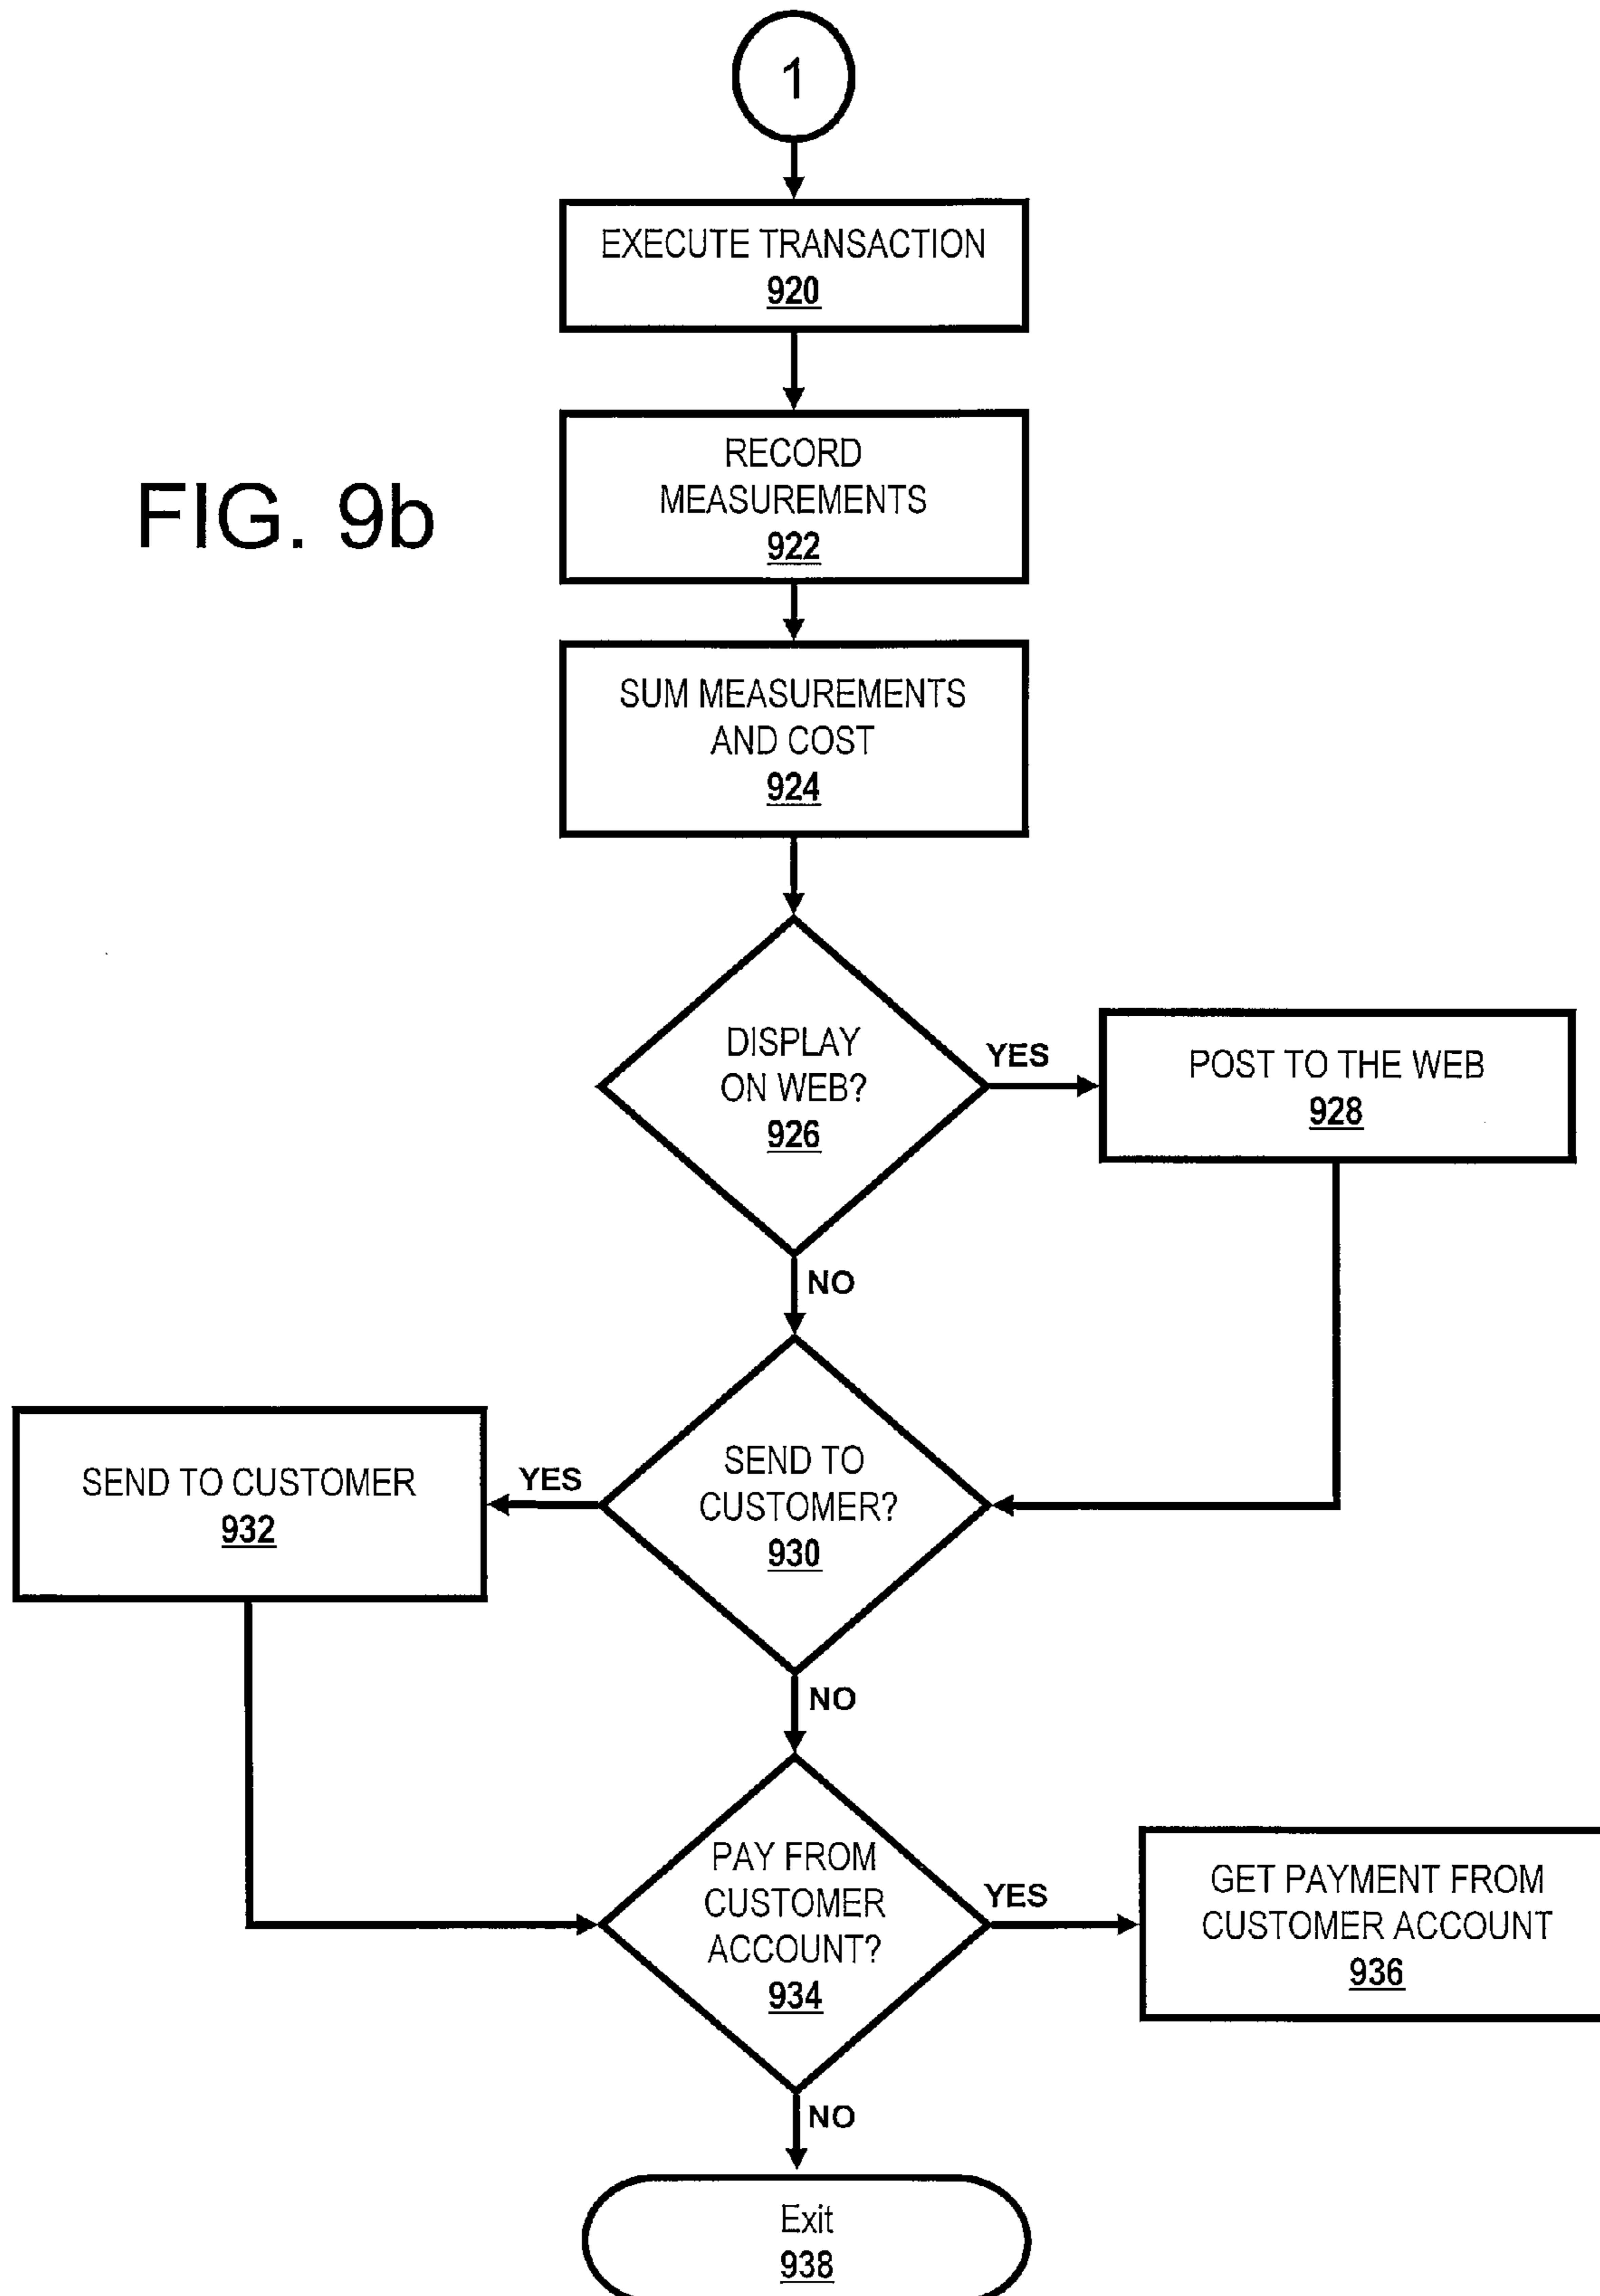 1
EXECUTE TRANSACTION
920
FIG. 9b
RECORD
MEASUREMENTS
922
SUM MEASUREMENTS
AND COST
924
DISPLAY
ON WEB?
926
YES
POST TO THE WEB
928
NO
SEND TO
CUSTOMER?
930
YES
SEND TO CUSTOMER
932
NO
PAY FROM
CUSTOMER
ACCOUNT?
934
YES
GET PAYMENT FROM
CUSTOMER ACCOUNT
936
NO
Exit
938